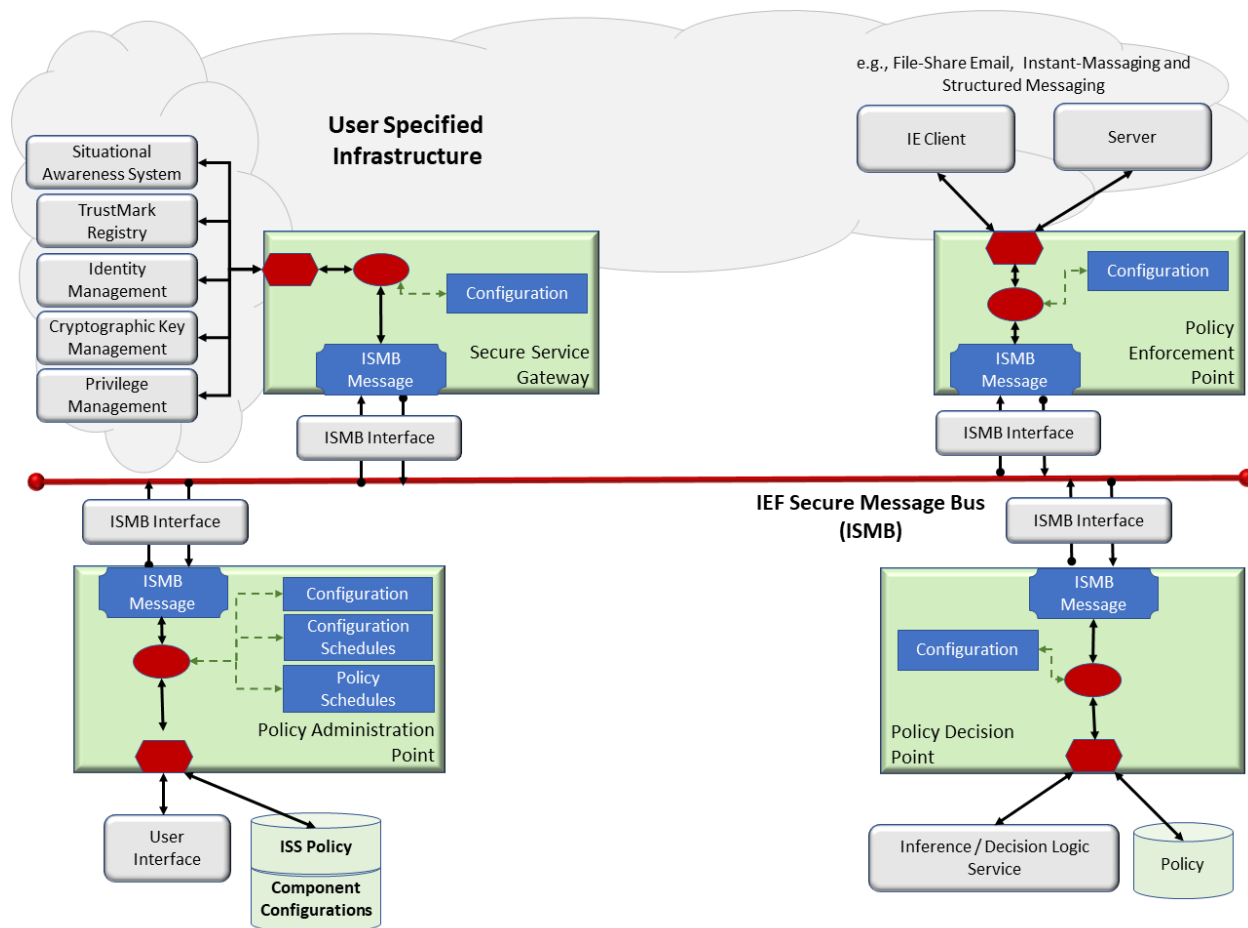 e.g., File-Share Email, Instant-Massaging and
Structured Messaging
User Specified
Infrastructure
IE Client
Server
Situational
Awareness System
TrustMark
Registry
Identity
Management
Cryptographic Key
Management
Privilege
Management
Configuration
ISMB
Message
Secure Service
Gateway
ISMB Interface
Configuration
Policy
Enforcement
Point
ISMB
Message
ISMB Interface
IEF Secure Message Bus
(ISMB)
ISMB Interface
ISMB
Message
Configuration
Configuration
Schedules
Policy
Schedules
Policy Administration
Point
User
Interface
ISS Policy
Component
Configurations
ISMB Interface
ISMB
Message
Configuration
Policy Decision
Point
Inference / Decision Logic
Service
Policy